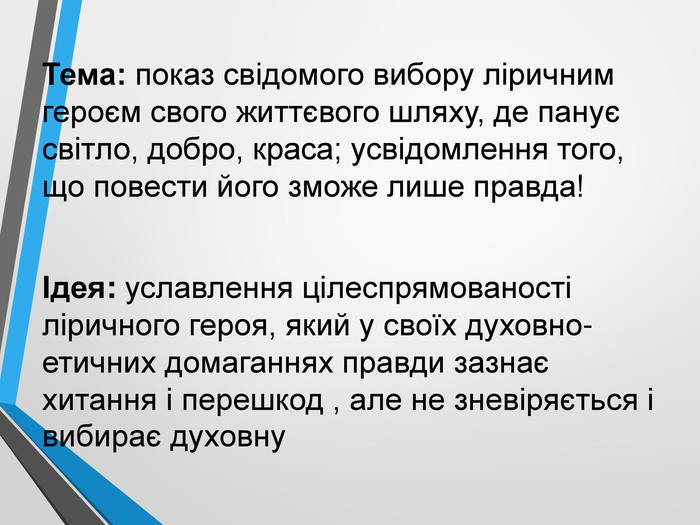 Тема: показ свідомого вибору ліричним
героєм свого життєвого шляху, де панує
світло, добро, краса; усвідомлення того,
що повести його зможе лише правда!
Ідея: уславлення цілеспрямованості
ліричного героя, який у своїх духовно-
етичних домаганнях правди зазнає
хитання і перешкод , але не зневіряється і
вибирає духовну